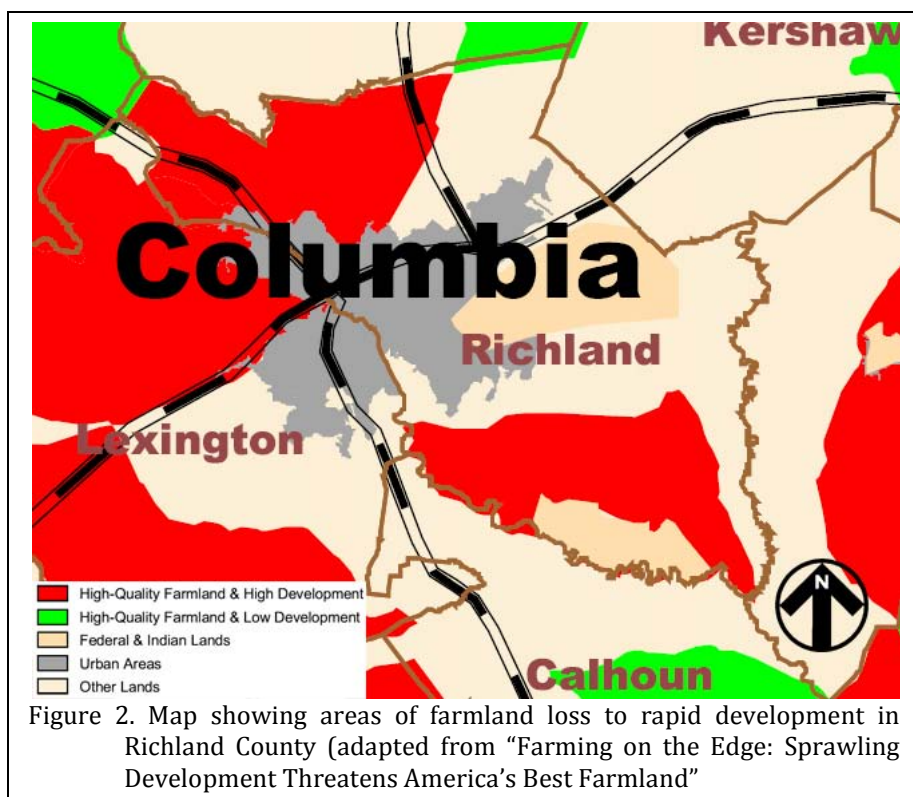 Kershaw
Columbia
Richland
Lexington
N
High-Quality Farmland & High Development
High-Quality Farmland & Low Development
Federal & Indian Lands
Urban Areas
Other Lands
Calhoun
Figure 2. Map showing areas of farmland loss to rapid development in
Richland County (adapted from “Farming on the Edge: Sprawling
Development Threatens America’s Best Farmland”